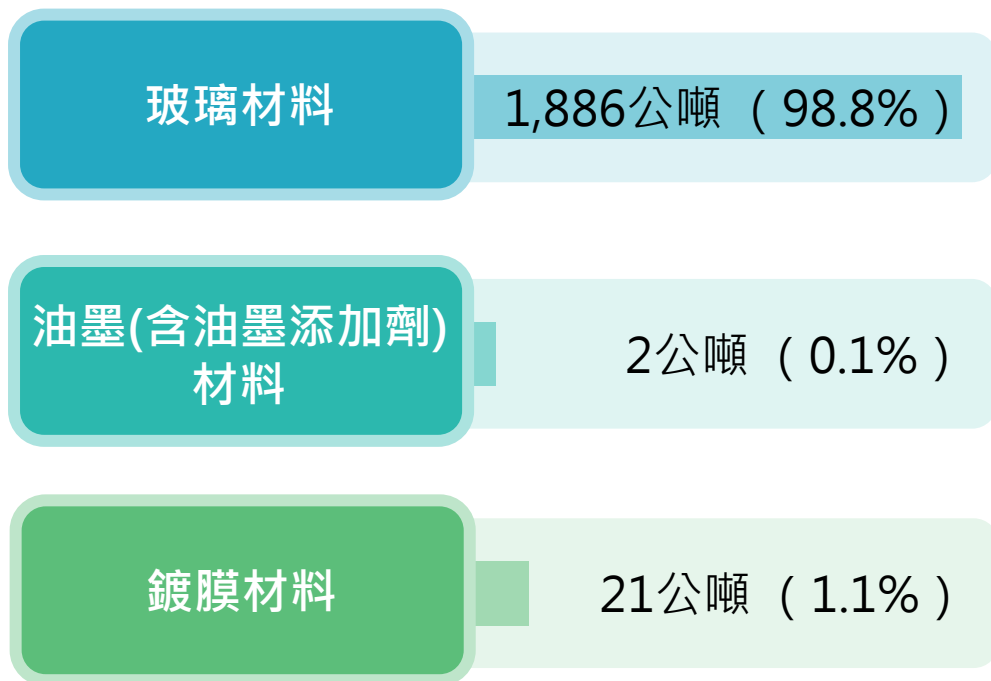 玻璃材料
1,886公噸（98.8%）
油墨(含油墨添加劑)
材料
2公噸（0.1%）
鍍膜材料
21公噸（1.1%）